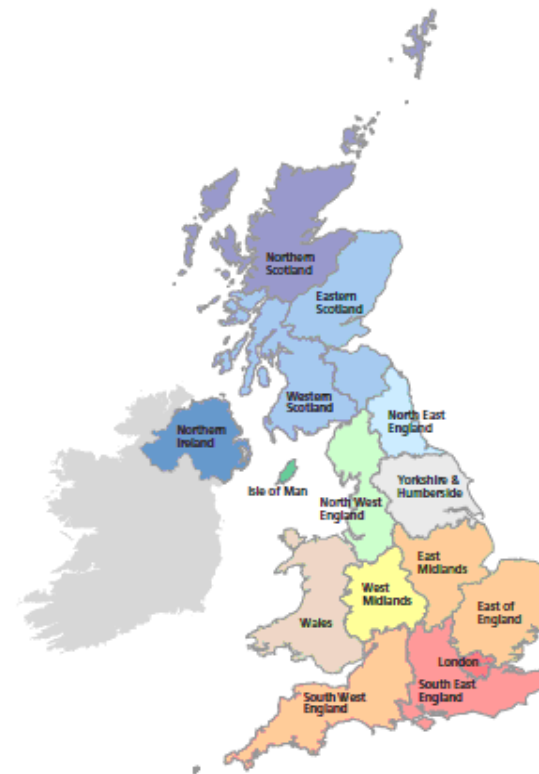 Northern
Scotland
Eastern
Scotland
Western
Scotland
North East
England
Northern
Ireland
Isle of Man
Yorkshire &
Humberside
North West
England
East
Midlands
West
Midlands
East of
England
Wales
London
South East
England
South West
England